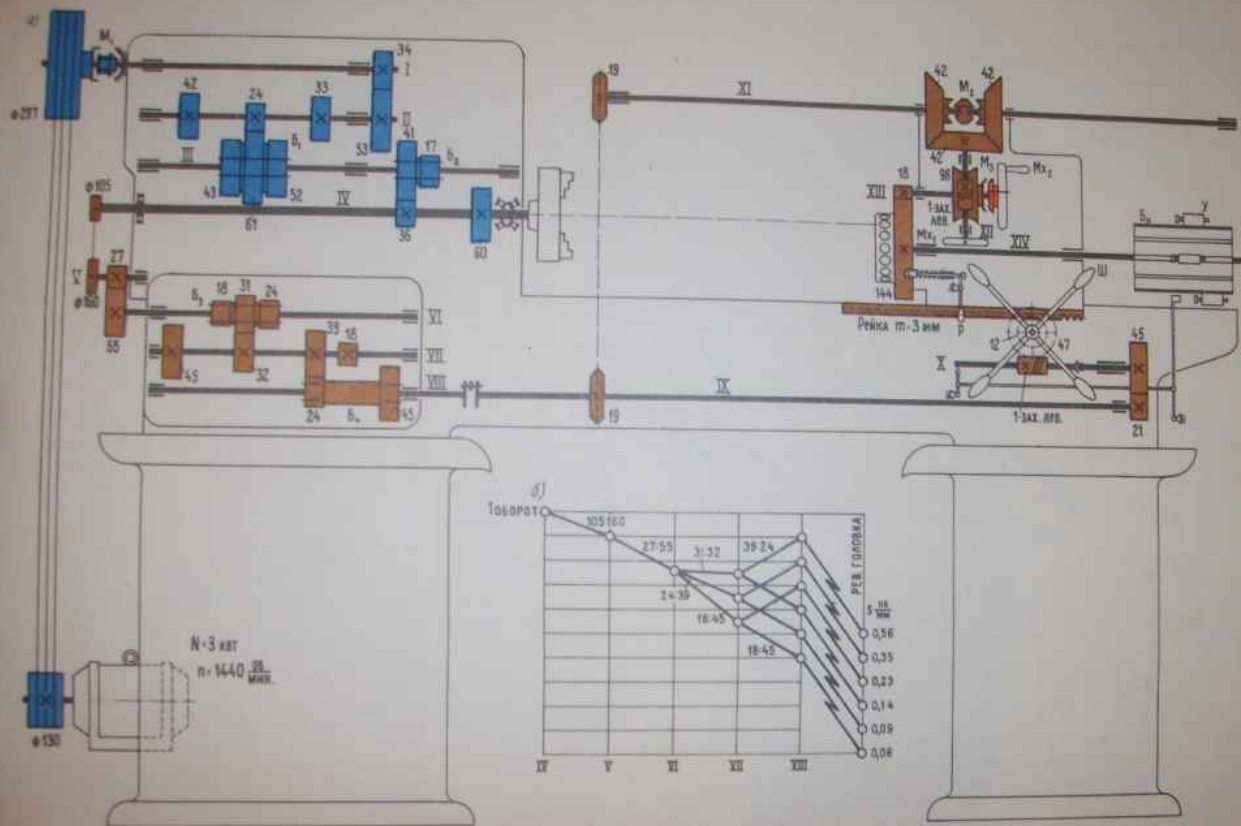 а)
М₁
34
I
42
24
33
Б₁
II
ф297
53
41
17
Б₂
III
43
52
61
IV
36
60
ф105
27
V
ф160
55
18
31
24
Б₃
VI
39
18
45
32
VII
24
Б₄
45
VIII
19
XI
42
М₂
42
42
98
М₃
Мх₂
18
XIII
1-зах.
лев.
XII
Мх₁
XIV
144
У
Ш
Рейка m=3 мм
Р
12
47
X
45
1-зах. лев.
21
19
IX
N=3 квт
n=1440 об
мин.
ф130
б)
1 оборот
105:160
27:55
31:32
39:24
24:39
18:45
18:45
Рев. головка
S об
мм
0,56
0,35
0,23
0,14
0,09
0,06
IV
V
VI
VII
VIII